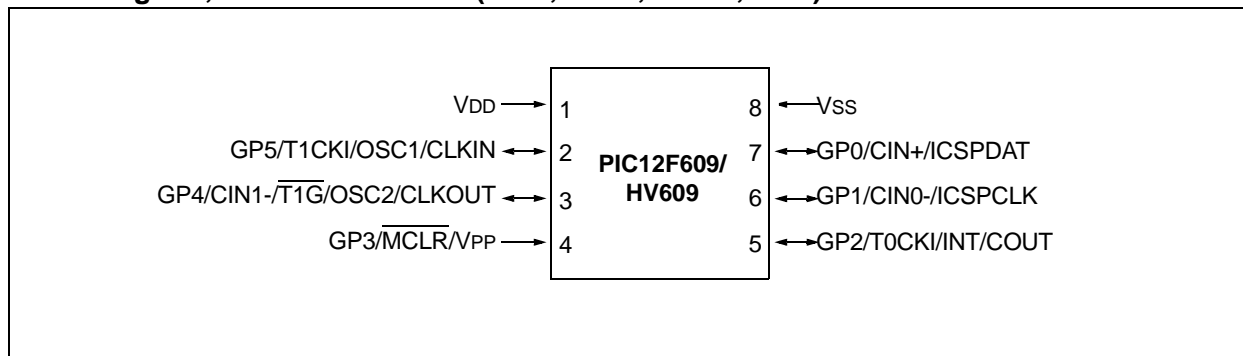 VDD
1
8
VSS
GP5/T1CKI/OSC1/CLKIN
2
PIC12F609/
HV609
7
GP0/CIN+/ICSPDAT
GP4/CIN1-/T1G/OSC2/CLKOUT
3
6
GP1/CIN0-/ICSPCLK
GP3/MCLR/VPP
4
5
GP2/T0CKI/INT/COUT